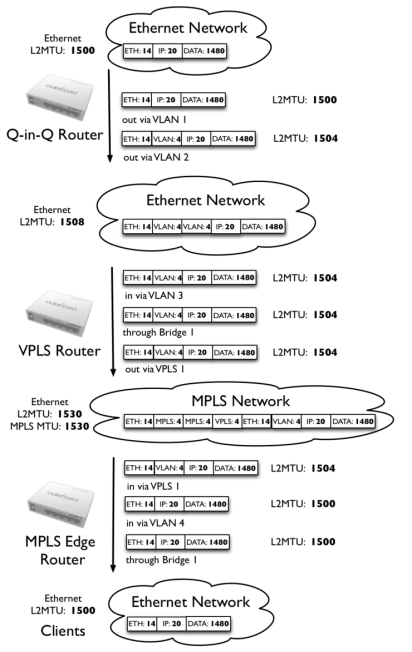 Ethernet Network
Ethernet
L2MTU: 1500
ETH: 14 IP: 20 DATA: 1480
Q-in-Q Router
ETH: 14 IP: 20 DATA: 1480 L2MTU: 1500
out via VLAN 1
ETH: 14 VLAN: 4 IP: 20 DATA: 1480 L2MTU: 1504
out via VLAN 2
Ethernet Network
Ethernet
L2MTU: 1508
ETH: 14 VLAN: 4 VLAN: 4 IP: 20 DATA: 1480
VPLS Router
ETH: 14 VLAN: 4 IP: 20 DATA: 1480 L2MTU: 1504
in via VLAN 3
ETH: 14 VLAN: 4 IP: 20 DATA: 1480 L2MTU: 1504
through Bridge 1
ETH: 14 VLAN: 4 IP: 20 DATA: 1480 L2MTU: 1504
out via VPLS 1
MPLS Network
Ethernet
L2MTU: 1530
MPLS MTU: 1530
ETH: 14 MPLS: 4 MPLS: 4 VPLS: 4 ETH: 14 VLAN: 4 IP: 20 DATA: 1480
MPLS Edge
Router
ETH: 14 VLAN: 4 IP: 20 DATA: 1480 L2MTU: 1504
in via VPLS 1
ETH: 14 IP: 20 DATA: 1480 L2MTU: 1500
in via VLAN 4
ETH: 14 IP: 20 DATA: 1480 L2MTU: 1500
through Bridge 1
Ethernet Network
Ethernet
L2MTU: 1500
ETH: 14 IP: 20 DATA: 1480
Clients